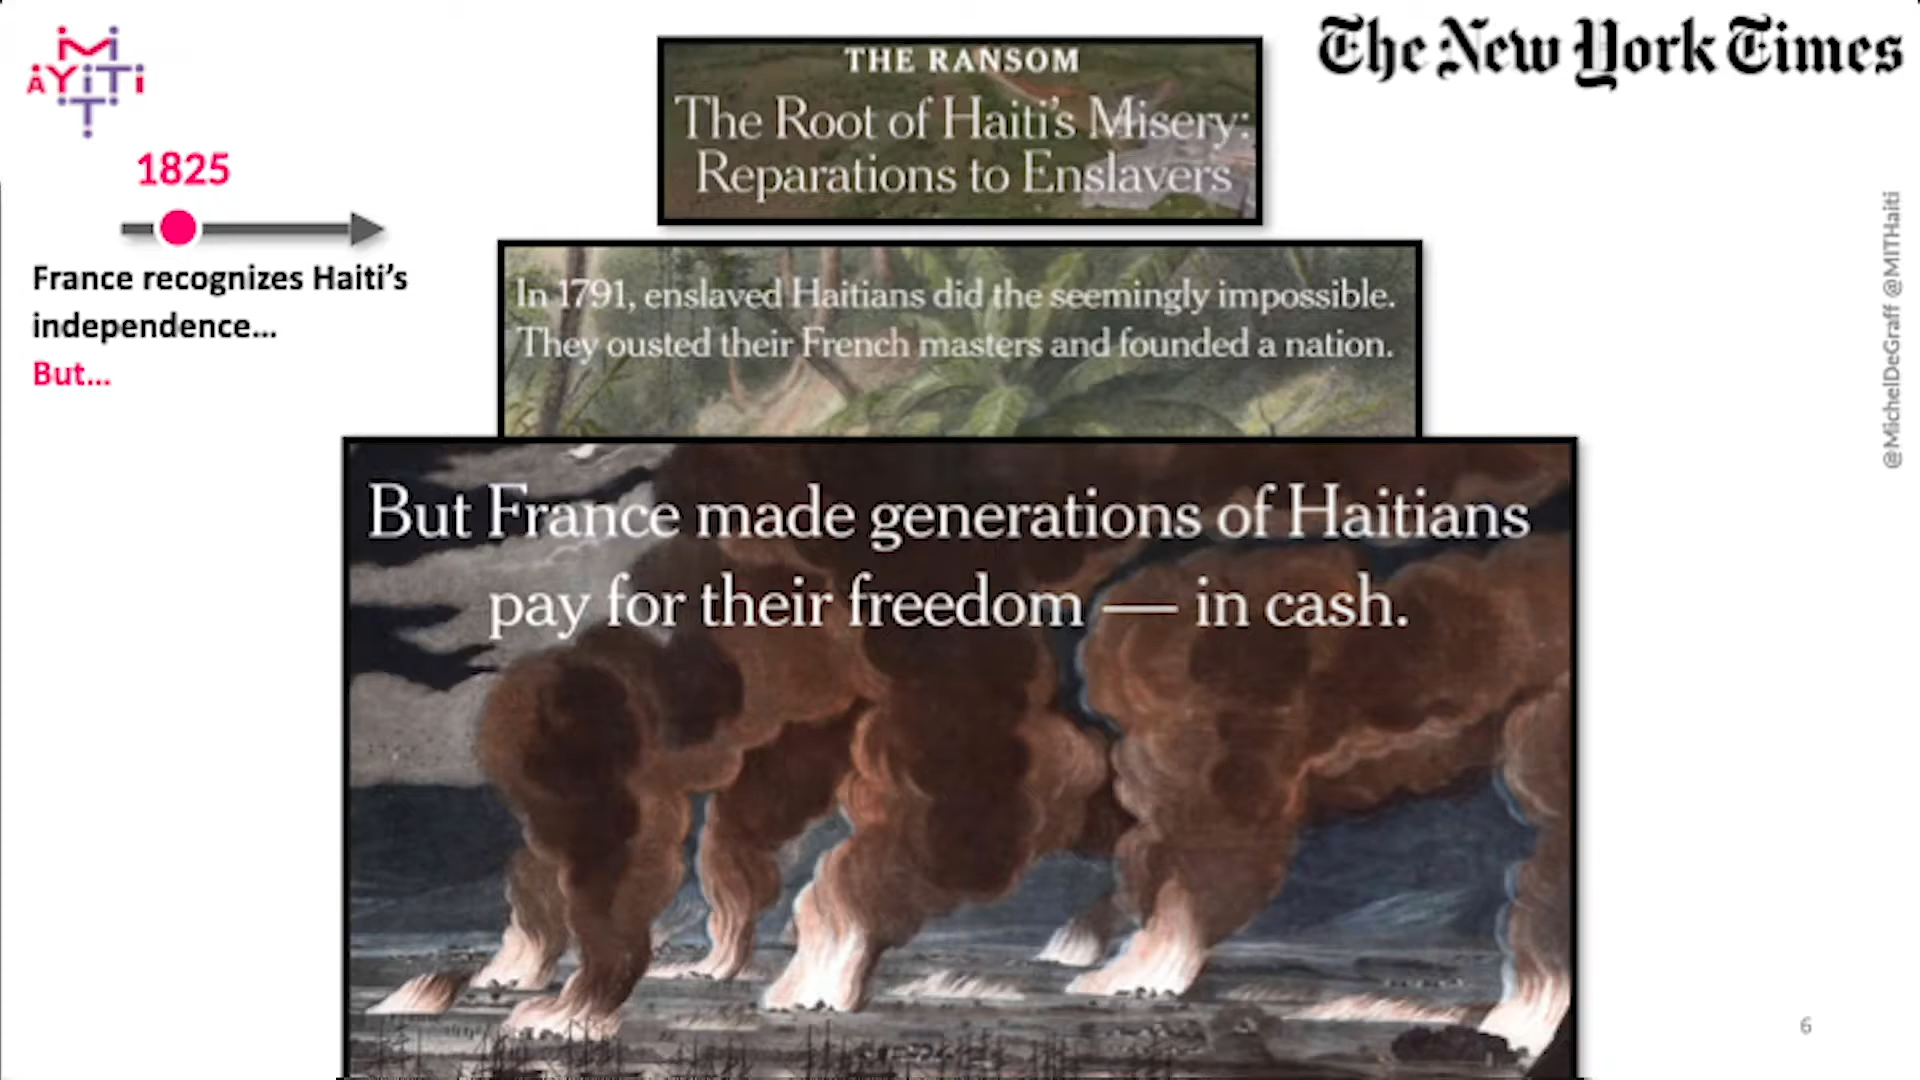 MIT
AYiTi
1825
France recognizes Haiti’s
independence...
But...
THE RANSOM
The Root of Haiti’s Misery:
Reparations to Enslavers
The New York Times
In 1791, enslaved Haitians did the seemingly impossible.
They ousted their French masters and founded a nation.
But France made generations of Haitians
pay for their freedom — in cash.
@MichelDeGraff @MITHaiti
6